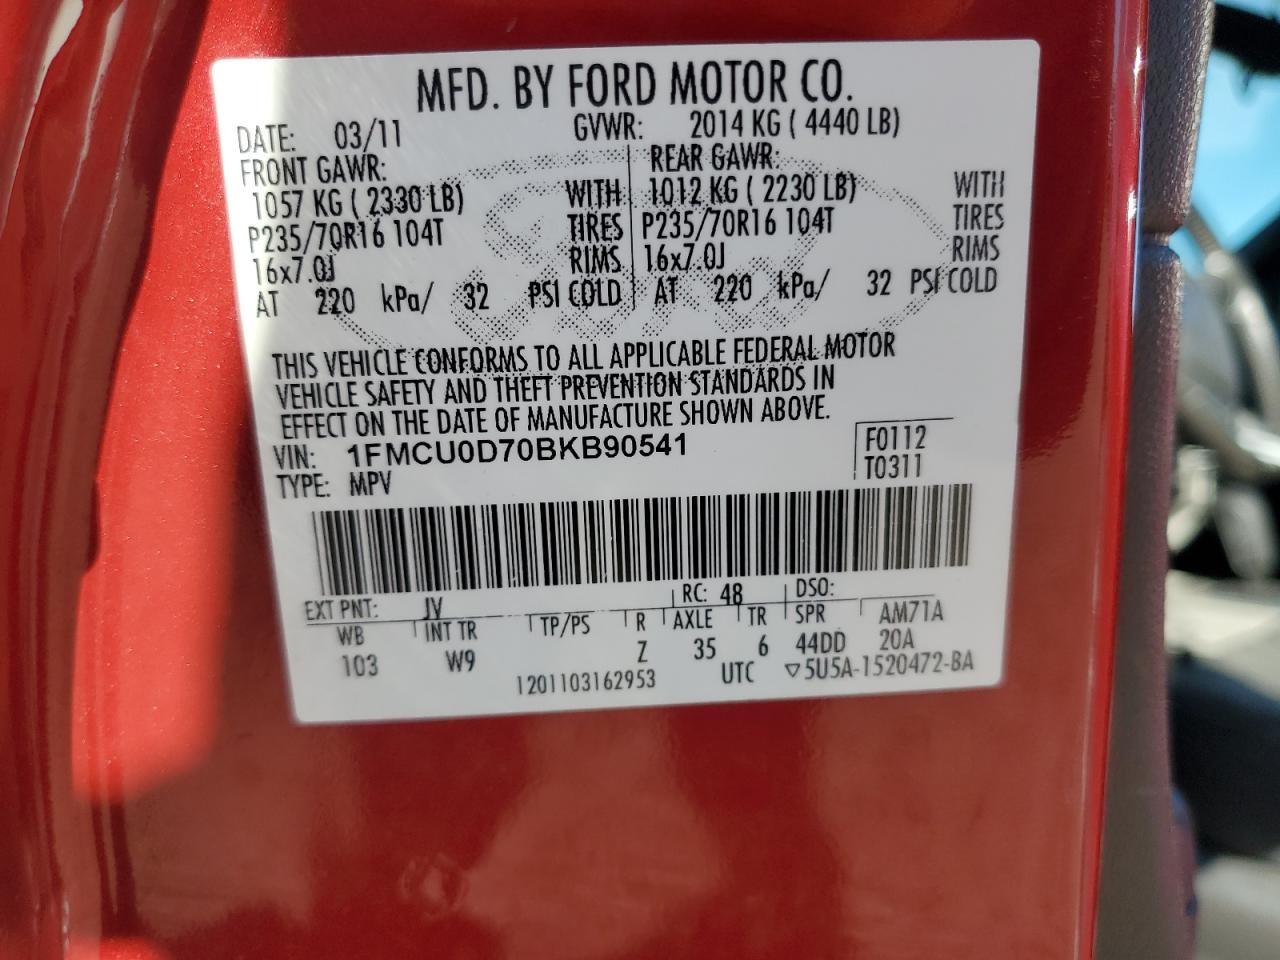 MFD. BY FORD MOTOR CO.
DATE: 03/11 GVWR: 2014 KG ( 4440 LB)
FRONT GAWR: REAR GAWR:
1057 KG ( 2330 LB) WITH 1012 KG ( 2230 LB) WITH
P235/70R16 104T TIRES P235/70R16 104T TIRES
16x7.0J RIMS 16x7.0J RIMS
AT 220 kPa/ 32 PSI COLD AT 220 kPa/ 32 PSI COLD
THIS VEHICLE CONFORMS TO ALL APPLICABLE FEDERAL MOTOR
VEHICLE SAFETY AND THEFT PREVENTION STANDARDS IN
EFFECT ON THE DATE OF MANUFACTURE SHOWN ABOVE.
VIN: 1FMCU0D70BKB90541 F0112
TYPE: MPV T0311
EXT PNT: JV RC: 48 DSO:
WB INT TR TP/PS R AXLE TR SPR AM71A
103 W9 Z 35 6 44DD 20A
1201103162953 UTC ▽5U5A-1520472-BA